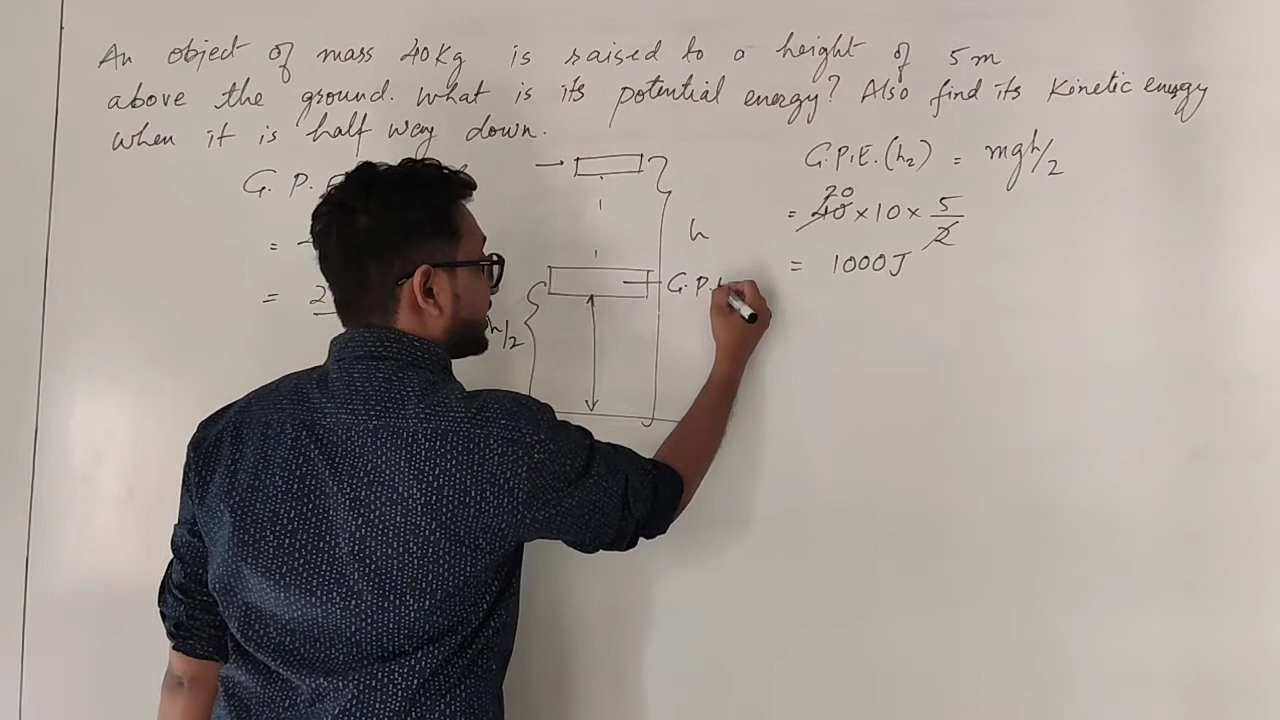 An object of mass 40kg is raised to a height of 5m
above the ground. What is its potential energy? Also find its Kinetic energy
when it is half way down.
G.P.E.(h₂) = mgh/2
G. P.
20
= 40 × 10 × 5/2
h
=
= 1000J
G.P.
= 2
h/2